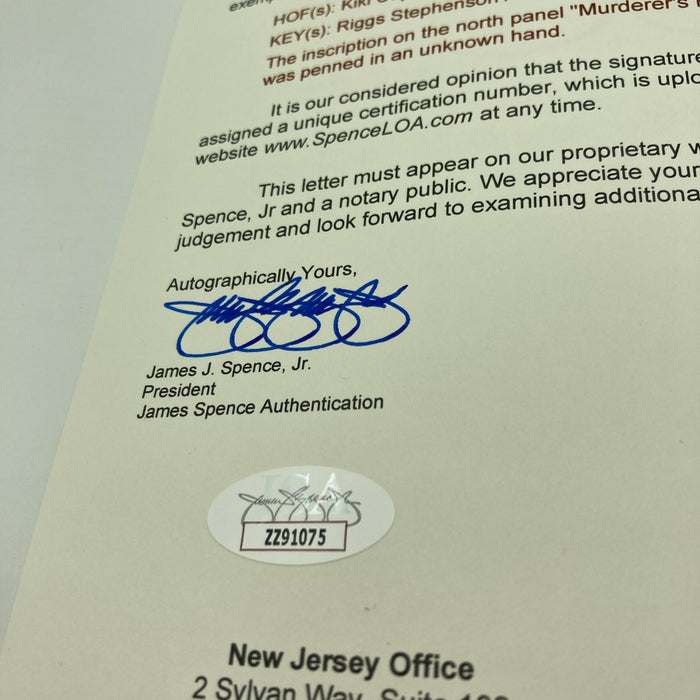 HOF(s): Kiki
KEY(s): Riggs Stephenson
The inscription on the north panel "Murderer's
was penned in an unknown hand.
It is our considered opinion that the signature
assigned a unique certification number, which is uplo
website www.SpenceLOA.com at any time.
This letter must appear on our proprietary w
Spence, Jr and a notary public. We appreciate your
judgement and look forward to examining additiona
Autographically Yours,
James J. Spence, Jr.
President
James Spence Authentication
ZZ91075
New Jersey Office
2 Sylvan Way, Suite